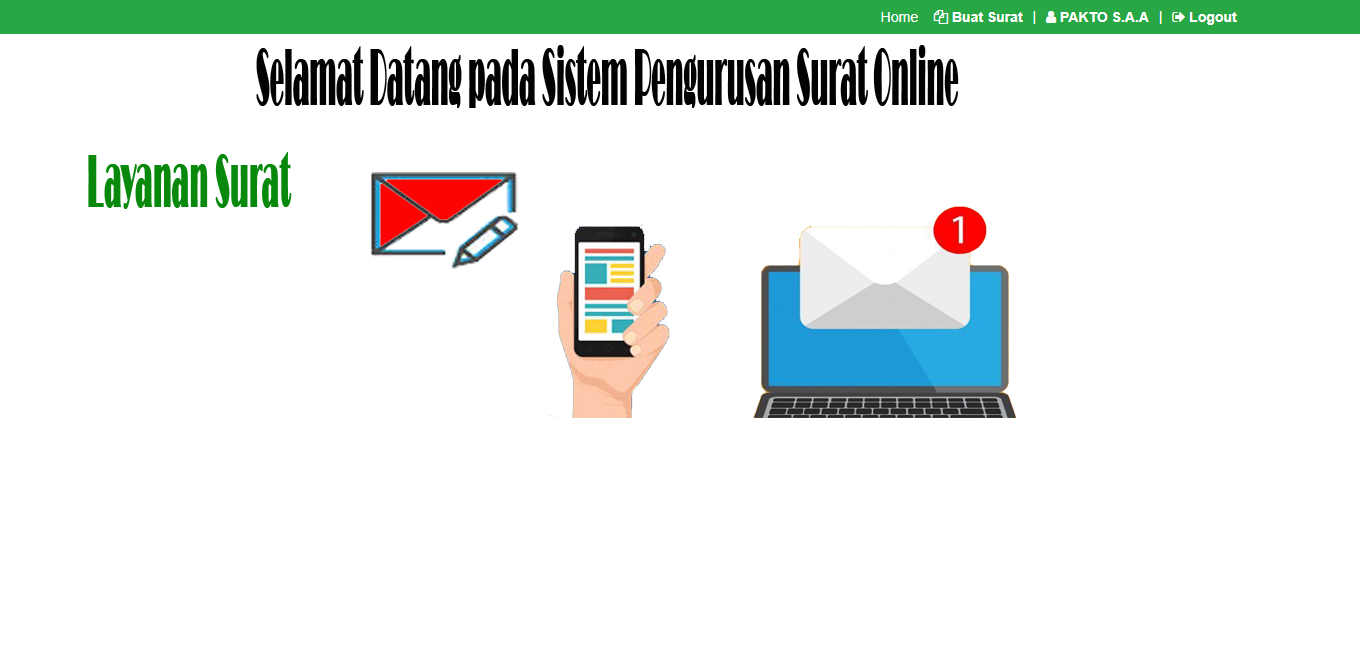 Home Buat Surat | PAKTO S.A.A | Logout
Selamat Datang pada Sistem Pengurusan Surat Online
Layanan Surat
1